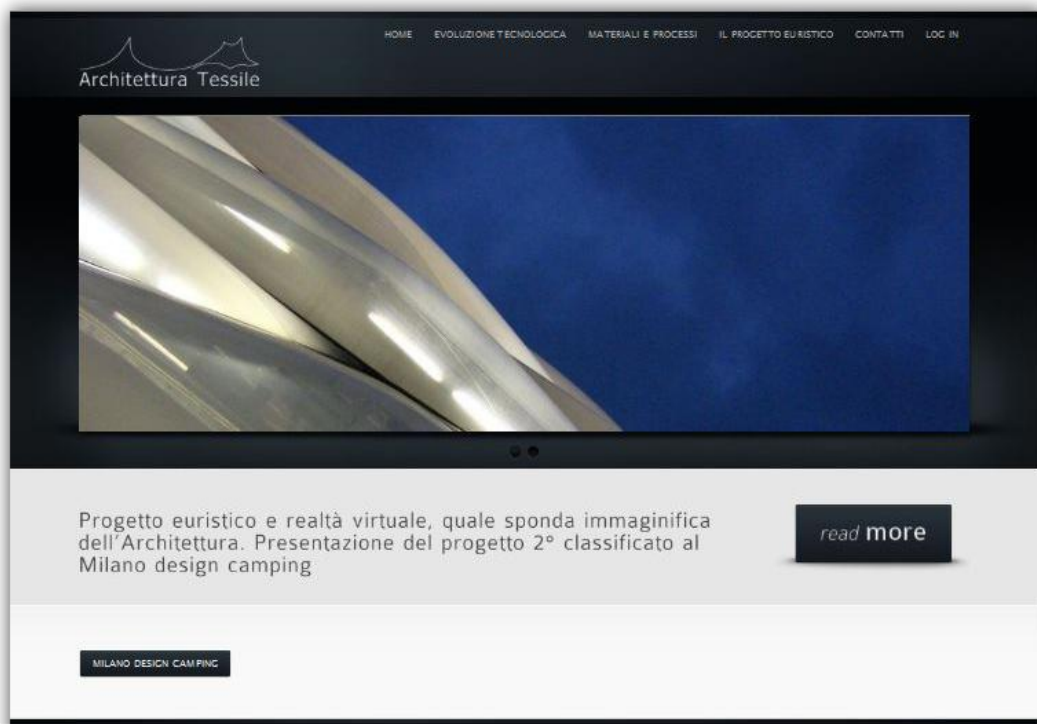 HOME EVOLUZIONE TECNOLOGICA MATERIALI E PROCESSI IL PROGETTO EURISTICO CONTATTI LOG IN
Architettura Tessile
Progetto euristico e realtà virtuale, quale sponda immaginifica
dell'Architettura. Presentazione del progetto 2° classificato al
Milano design camping
read more
MILANO DESIGN CAMPING